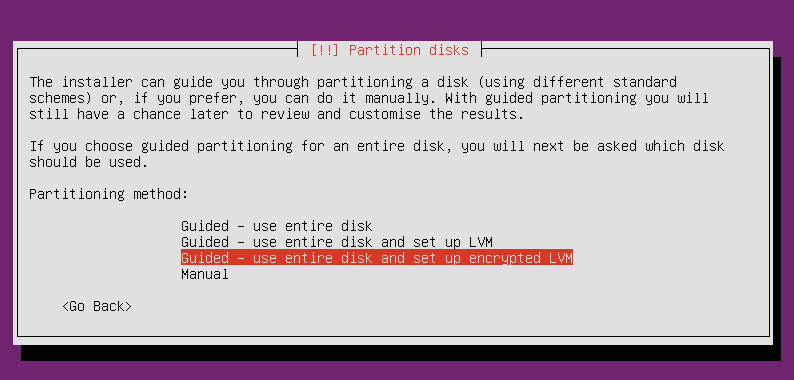 [!!] Partition disks
The installer can guide you through partitioning a disk (using different standard
schemes) or, if you prefer, you can do it manually. With guided partitioning you will
still have a chance later to review and customise the results.
If you choose guided partitioning for an entire disk, you will next be asked which disk
should be used.
Partitioning method:
Guided - use entire disk
Guided - use entire disk and set up LVM
Guided - use entire disk and set up encrypted LVM
Manual
<Go Back>